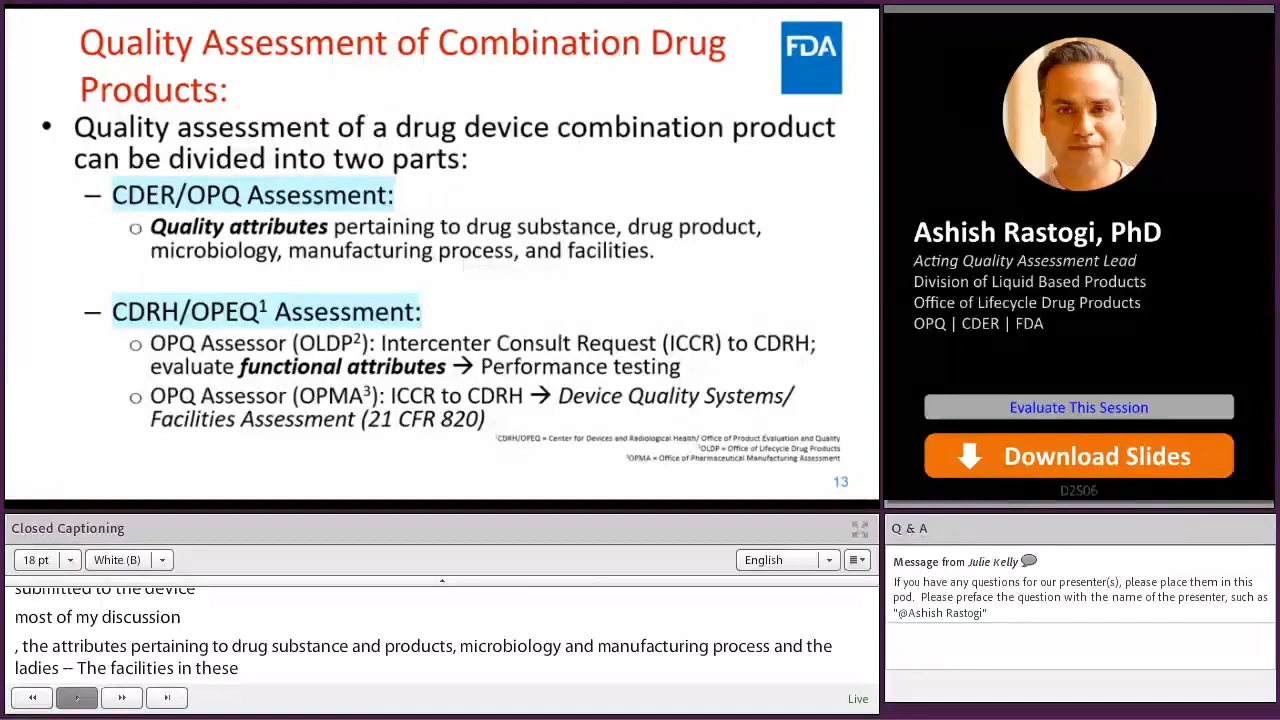 Quality Assessment of Combination Drug
Products:
FDA
• Quality assessment of a drug device combination product
can be divided into two parts:
– CDER/OPQ Assessment:
o Quality attributes pertaining to drug substance, drug product,
microbiology, manufacturing process, and facilities.
– CDRH/OPEQ¹ Assessment:
o OPQ Assessor (OLDP²): Intercenter Consult Request (ICCR) to CDRH;
evaluate functional attributes → Performance testing
o OPQ Assessor (OPMA³): ICCR to CDRH → Device Quality Systems/
Facilities Assessment (21 CFR 820)
¹CDRH/OPEQ = Center for Devices and Radiological Health/ Office of Product Evaluation and Quality
²OLDP = Office of Lifecycle Drug Products
³OPMA = Office of Pharmaceutical Manufacturing Assessment
13
Ashish Rastogi, PhD
Acting Quality Assessment Lead
Division of Liquid Based Products
Office of Lifecycle Drug Products
OPQ | CDER | FDA
Evaluate This Session
Download Slides
D2S06
Closed Captioning
18 pt
White (B)
English
submitted to the device
most of my discussion
, the attributes pertaining to drug substance and products, microbiology and manufacturing process and the
ladies -- The facilities in these
Live
Q & A
Message from Julie Kelly
If you have any questions for our presenter(s), please place them in this
pod. Please preface the question with the name of the presenter, such as
"@Ashish Rastogi"